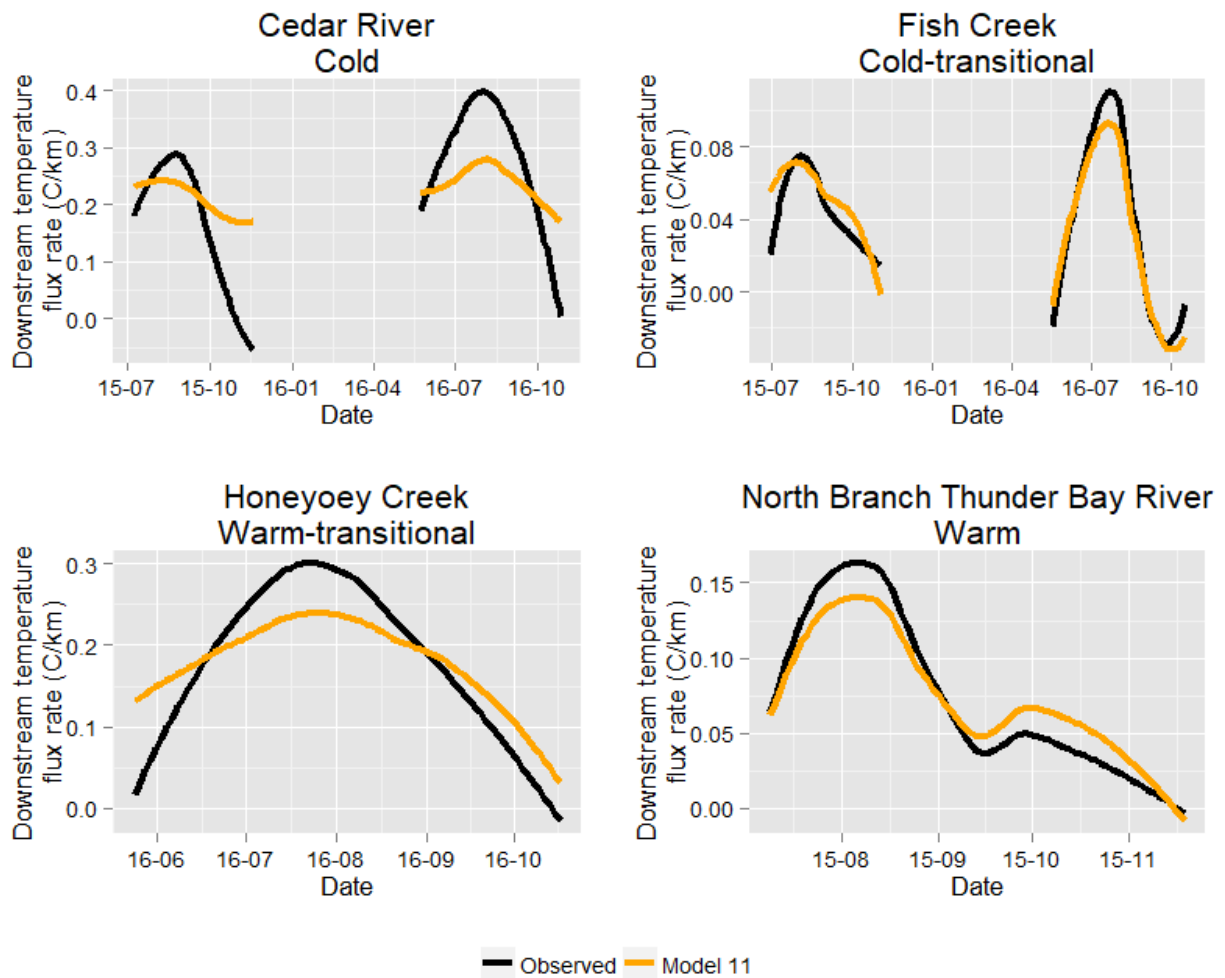 Cedar River
Cold
Downstream temperature
flux rate (C/km)
0.4
0.3
0.2
0.1
0.0
15-07 15-10 16-01 16-04 16-07 16-10
Date
Fish Creek
Cold-transitional
Downstream temperature
flux rate (C/km)
0.08
0.04
0.00
15-07 15-10 16-01 16-04 16-07 16-10
Date
Honeyoey Creek
Warm-transitional
Downstream temperature
flux rate (C/km)
0.3
0.2
0.1
0.0
16-06 16-07 16-08 16-09 16-10
Date
North Branch Thunder Bay River
Warm
Downstream temperature
flux rate (C/km)
0.15
0.10
0.05
0.00
15-08 15-09 15-10 15-11
Date
Observed Model 11